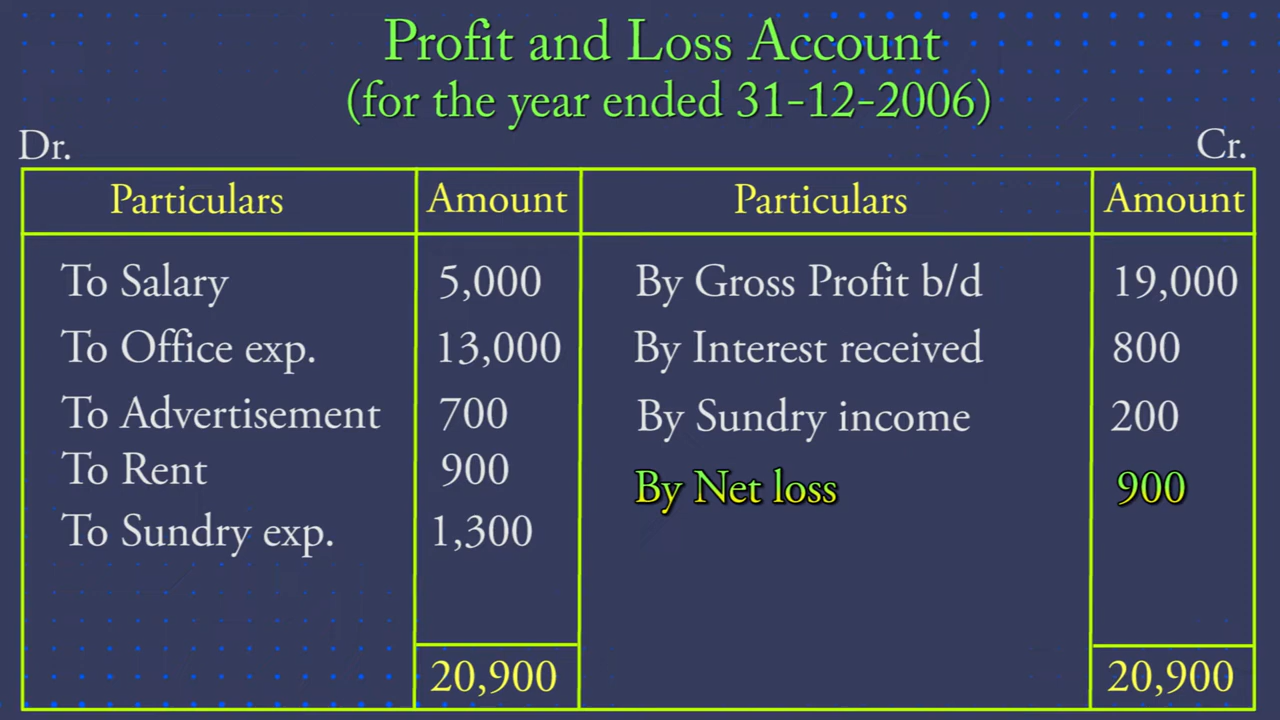 Profit and Loss Account
(for the year ended 31-12-2006)
Dr. Cr.
Particulars Amount Particulars Amount
To Salary 5,000 By Gross Profit b/d 19,000
To Office exp. 13,000 By Interest received 800
To Advertisement 700 By Sundry income 200
To Rent 900 By Net loss 900
To Sundry exp. 1,300
20,900 20,900